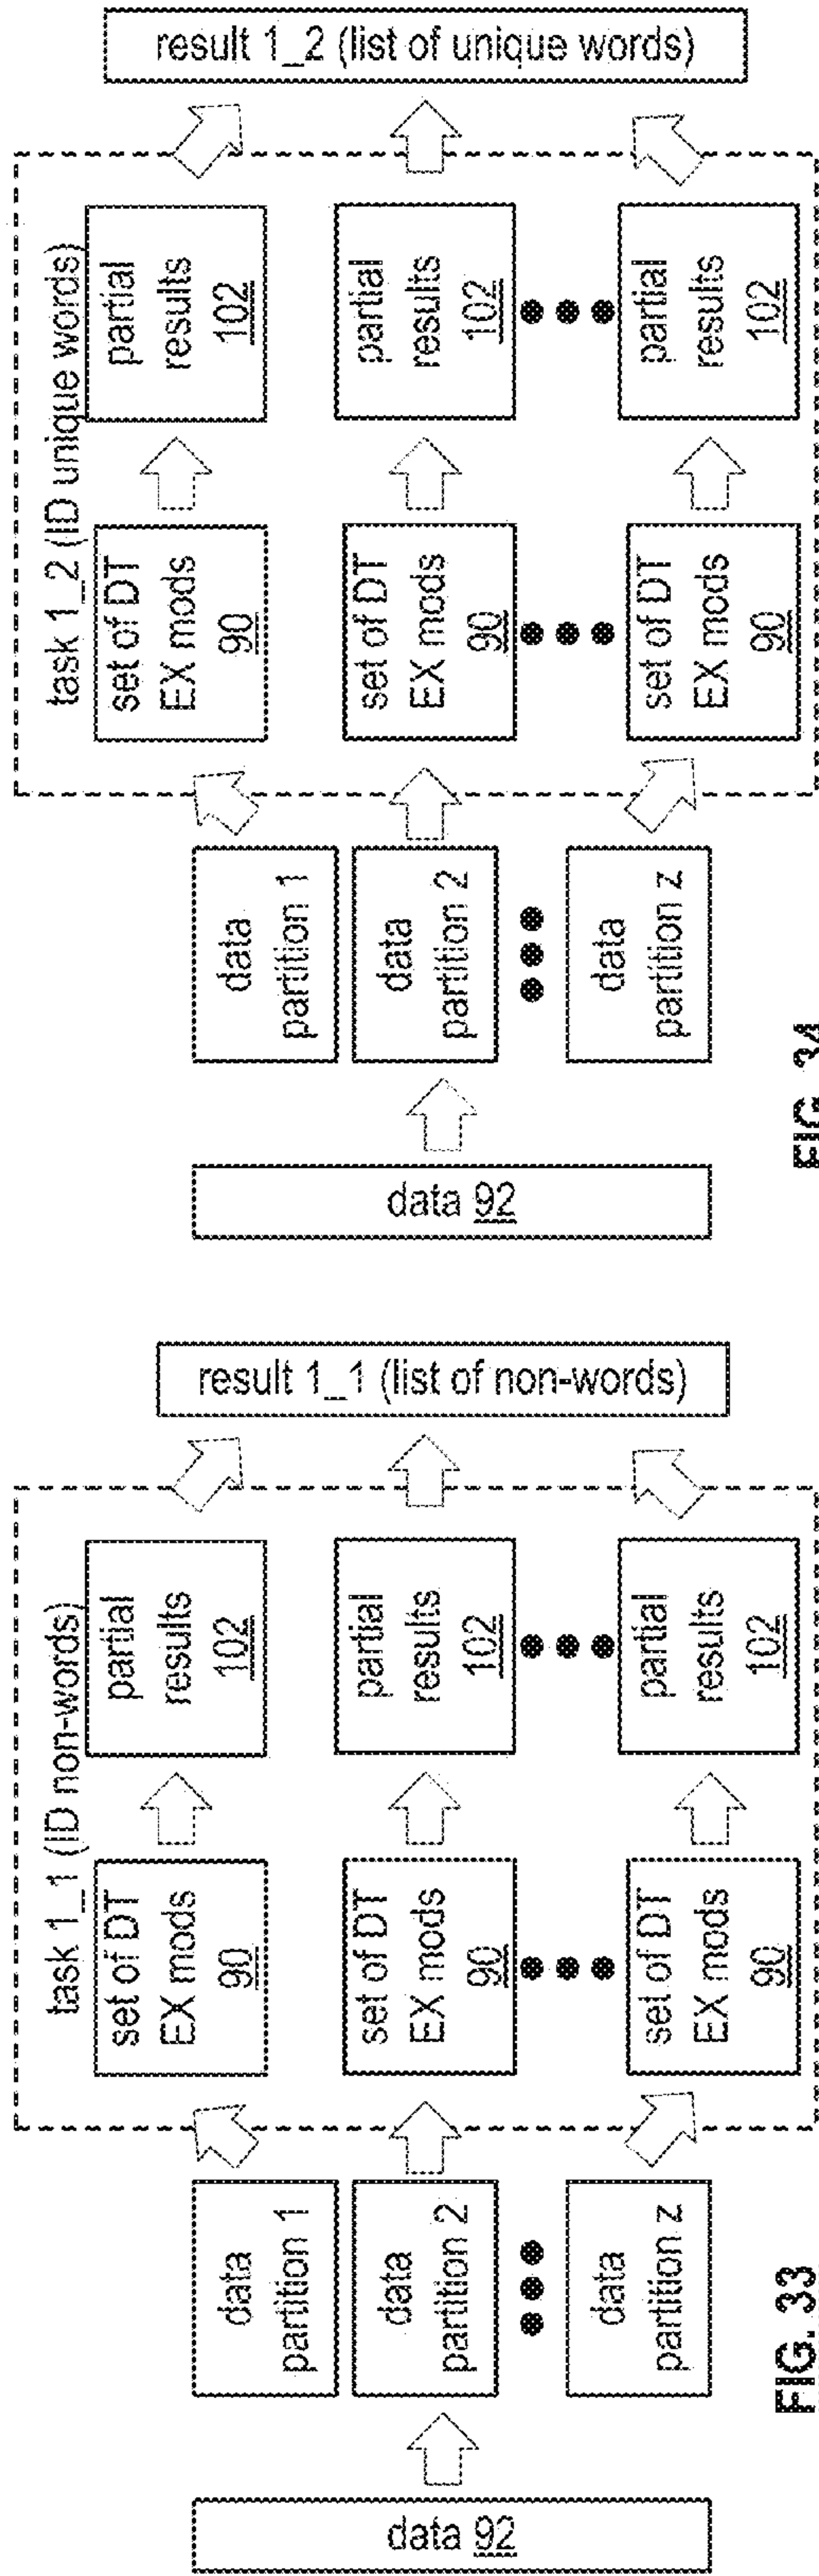 data 92
data
partition 1
data
partition 2
data
partition z
task 1_1 (ID non-words)
set of DT
EX mods
90
set of DT
EX mods
90
set of DT
EX mods
90
partial
results
102
partial
results
102
partial
results
102
result 1_1 (list of non-words)
FIG. 33
data 92
data
partition 1
data
partition 2
data
partition z
task 1_2 (ID unique words)
set of DT
EX mods
90
set of DT
EX mods
90
set of DT
EX mods
90
partial
results
102
partial
results
102
partial
results
102
result 1_2 (list of unique words)
FIG. 34